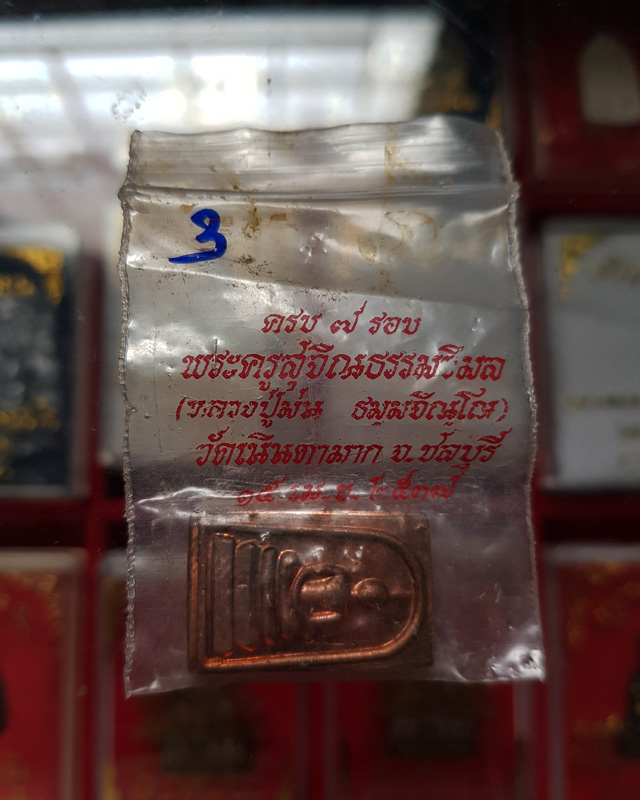 3
ครบ ๗ รอบ
พระครูสุจิณธรรมวิมล
(หลวงปู่ม่น ธมฺมจิณฺโณ)
วัดเนินตามาก จ.ชลบุรี
๑๕ เม.ย. ๒๕๓๗